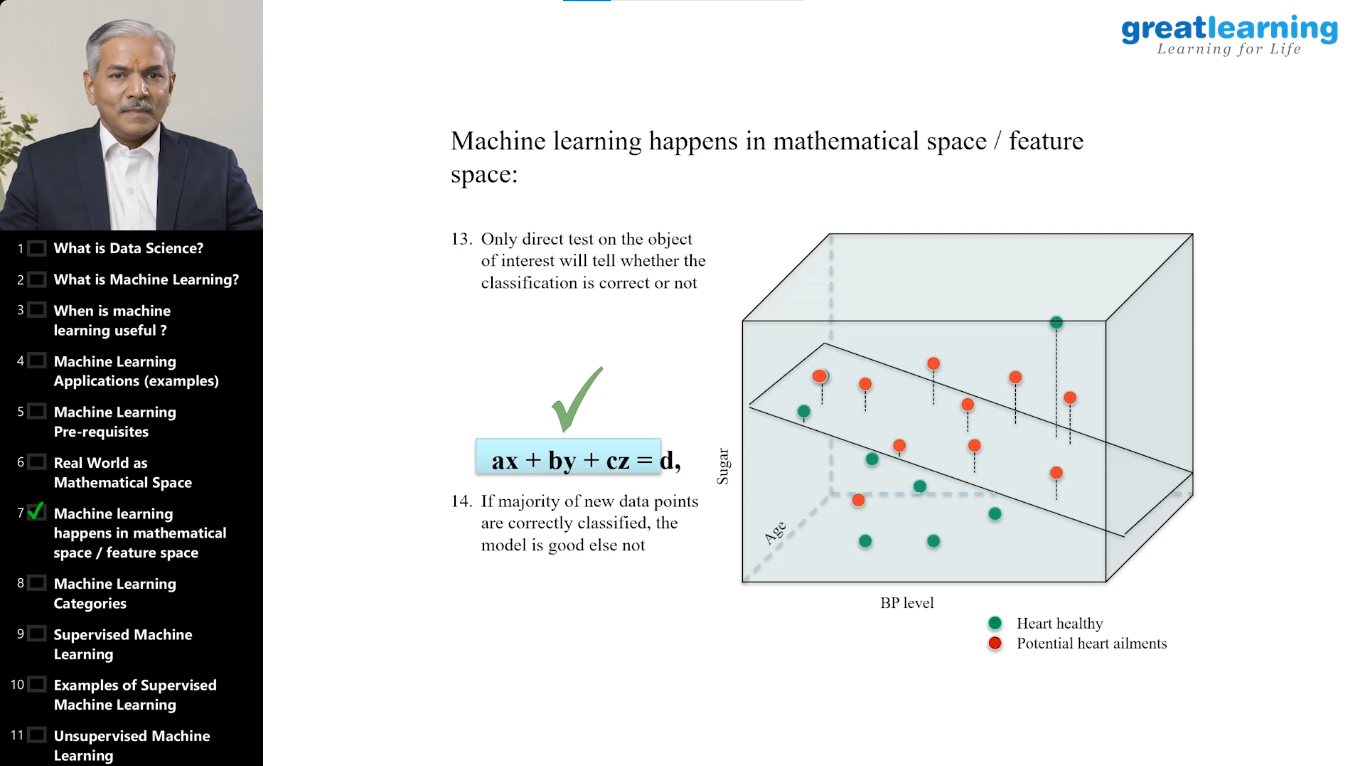 greatlearning
Learning for Life
Machine learning happens in mathematical space / feature
space:
13. Only direct test on the object
of interest will tell whether the
classification is correct or not
ax + by + cz = d,
14. If majority of new data points
are correctly classified, the
model is good else not
Sugar
Age
BP level
Heart healthy
Potential heart ailments
1 What is Data Science?
2 What is Machine Learning?
3 When is machine
learning useful ?
4 Machine Learning
Applications (examples)
5 Machine Learning
Pre-requisites
6 Real World as
Mathematical Space
7 Machine learning
happens in mathematical
space / feature space
8 Machine Learning
Categories
9 Supervised Machine
Learning
10 Examples of Supervised
Machine Learning
11 Unsupervised Machine
Learning